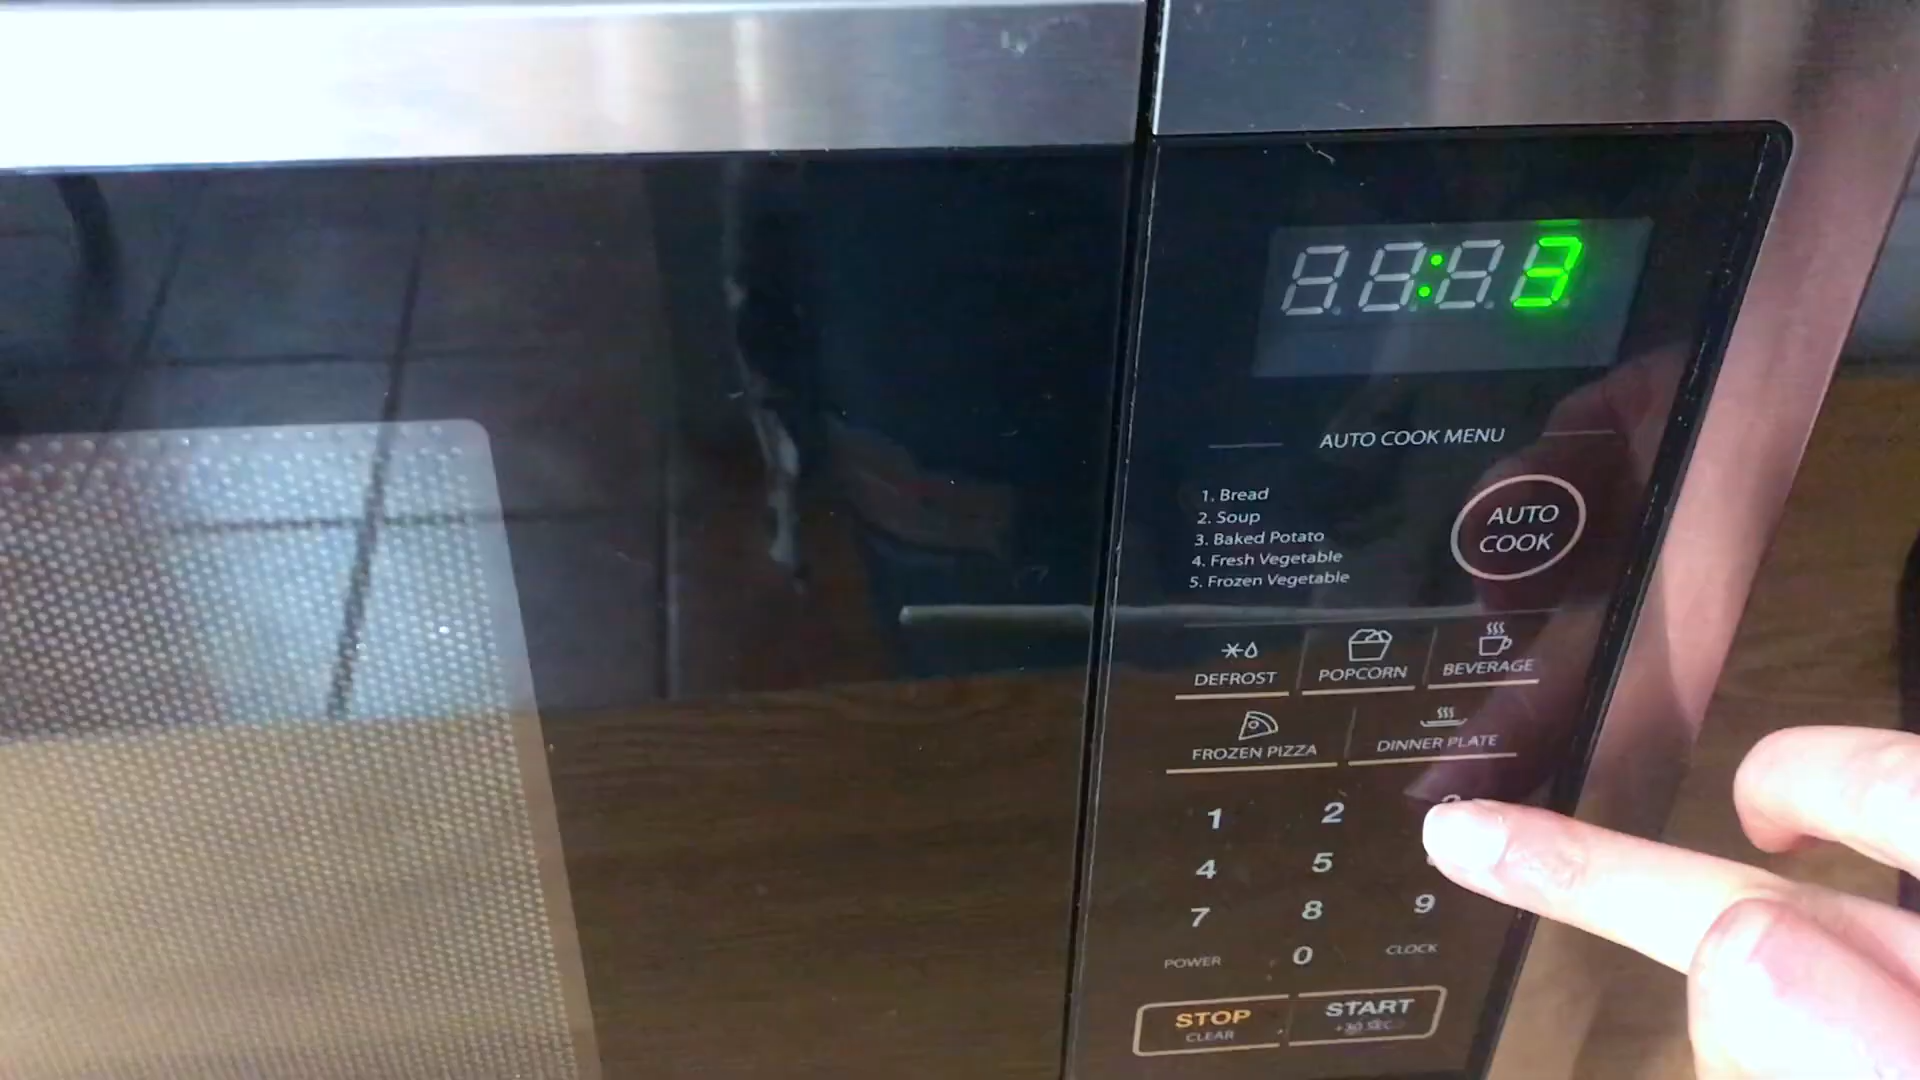 :3
AUTO COOK MENU
1. Bread
2. Soup
3. Baked Potato
4. Fresh Vegetable
5. Frozen Vegetable
AUTO
COOK
DEFROST
POPCORN
BEVERAGE
FROZEN PIZZA
DINNER PLATE
1 2
4 5
7 8 9
POWER 0 CLOCK
STOP
CLEAR
START
+30 SEC